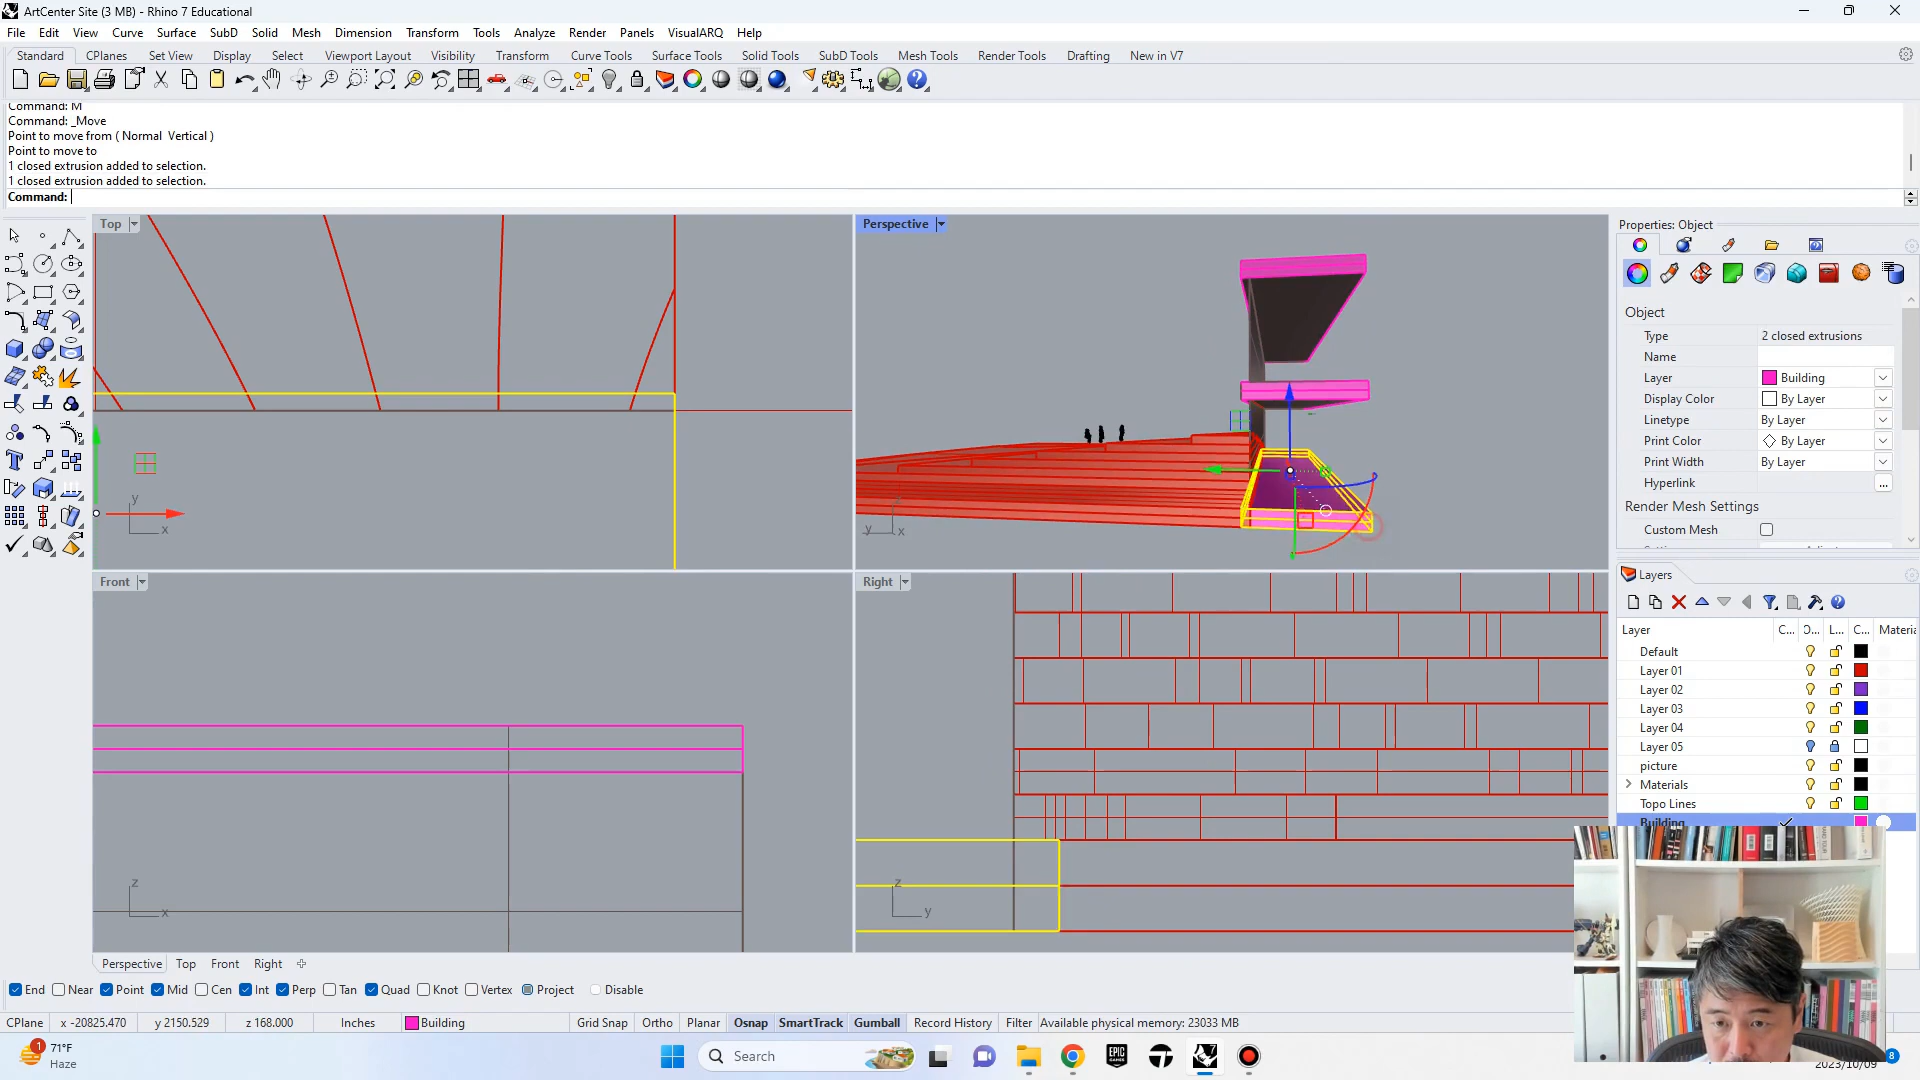 ArtCenter Site (3 MB) - Rhino 7 Educational
File Edit View Curve Surface Solid SubD Mesh Dimension Transform Tools Analyze Render Panels VisualARQ Help
Standard CPlanes Set View Display Select Viewport Layout Visibility Transform Curve Tools Surface Tools Solid Tools SubD Tools Mesh Tools Render Tools Drafting New in V7
Command: M
Command: _Move
Point to move from ( Normal Vertical )
Point to move to
1 closed extrusion added to selection.
1 closed extrusion added to selection.
Command:
Top
Perspective
y
x
z
y
x
Front
Right
z
x
z
y
Properties: Object
Object
Type 2 closed extrusions
Name
Layer Building
Display Color By Layer
Linetype By Layer
Print Color By Layer
Print Width By Layer
Hyperlink ...
Render Mesh Settings
Custom Mesh
Layers
Layer C... O... L... C... Materia
Default
Layer 01
Layer 02
Layer 03
Layer 04
Layer 05
picture
Materials
Topo Lines
Building
Perspective Top Front Right
End Near Point Mid Cen Int Perp Tan Quad Knot Vertex Project Disable
CPlane x -20825.470 y 2150.529 z 168.000 Inches Building Grid Snap Ortho Planar Osnap SmartTrack Gumball Record History Filter Available physical memory: 23033 MB
1
71°F
Haze
Search
EPIC
GAMES
7
8
2023/10/09